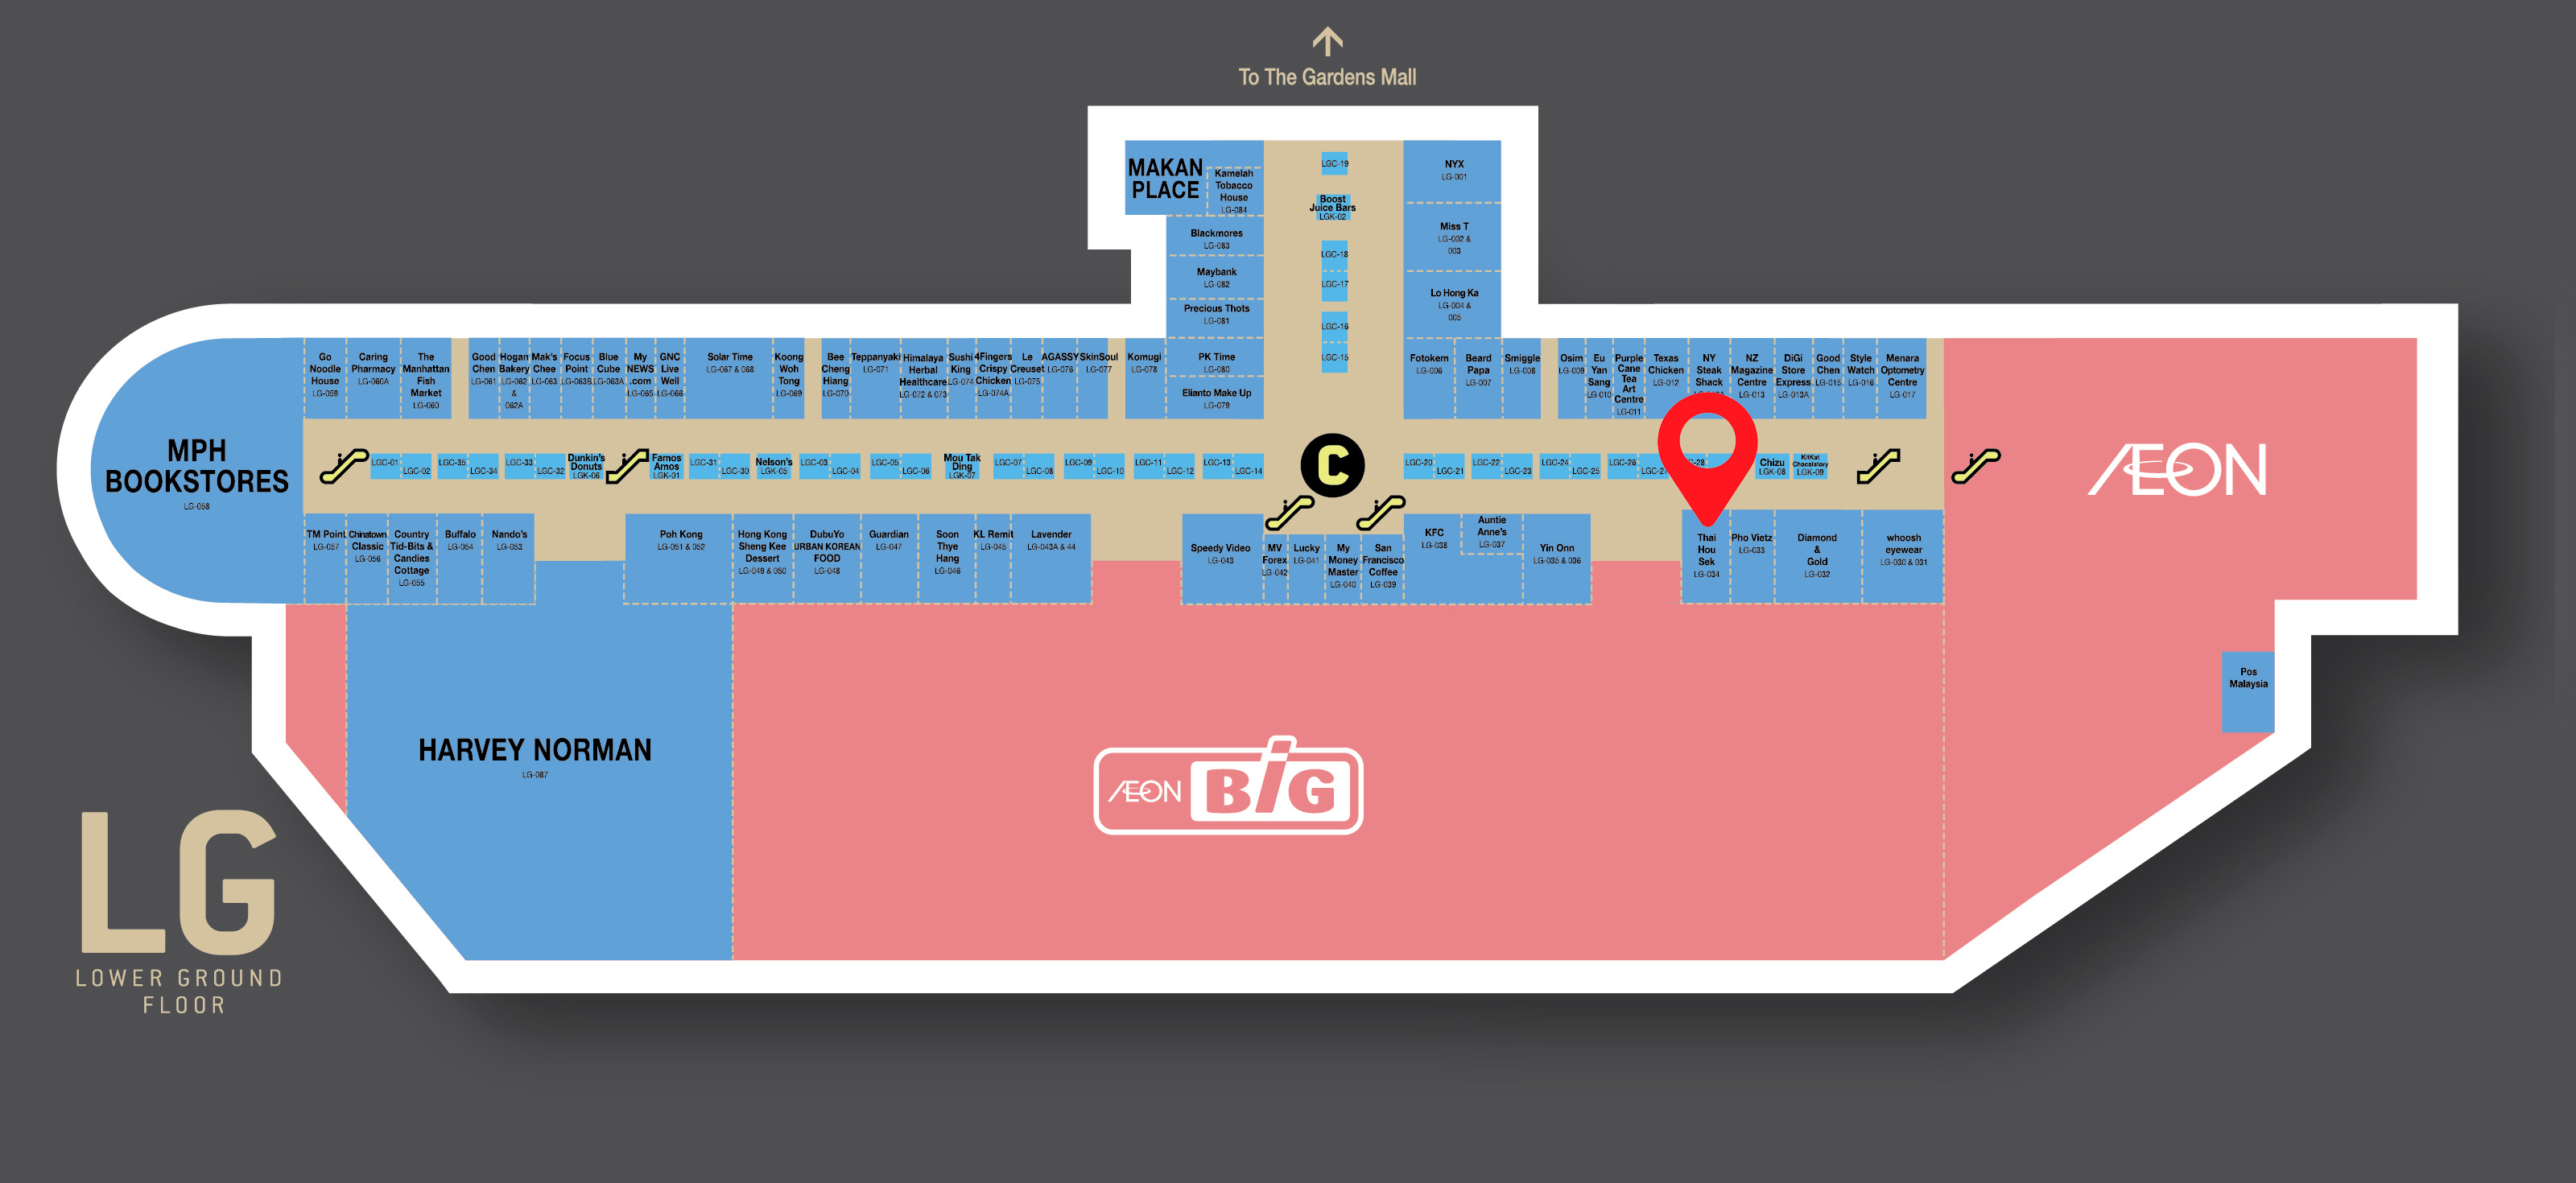 To The Gardens Mall
MAKAN
PLACE
Kamelah
Tobacco
House
LG-084
Blackmores
LG-083
Maybank
LG-082
Precious Thots
LG-081
PK Time
LG-080
Elianto Make Up
LG-079
LGC-19
Boost
Juice Bars
LGK-02
LGC-18
LGC-17
LGC-16
LGC-15
NYX
LG-001
Miss T
LG-002 &
003
Lo Hong Ka
LG-004 &
005
MPH
BOOKSTORES
LG-058
Go
Noodle
House
LG-059
Caring
Pharmacy
LG-060A
The
Manhattan
Fish
Market
LG-060
Good
Chen
LG-061
Hogan
Bakery
LG-062
&
062A
Mak's
Chee
LG-063
Focus
Point
LG-063B
Blue
Cube
LG-063A
My
NEWS
.com
LG-065
GNC
Live
Well
LG-066
Solar Time
LG-067 & 068
Koong
Woh
Tong
LG-069
Bee
Cheng
Hiang
LG-070
Teppanyaki
LG-071
Himalaya
Herbal
Healthcare
LG-072 & 073
Sushi
King
LG-074
4Fingers
Crispy
Chicken
LG-074A
Le
Creuset
LG-075
AGASSY
LG-076
SkinSoul
LG-077
Komugi
LG-078
Fotokem
LG-006
Beard
Papa
LG-007
Smiggle
LG-008
Osim
LG-009
Eu
Yan
Sang
LG-010
Purple
Cane
Tea
Art
Centre
LG-011
Texas
Chicken
LG-012
NY
Steak
Shack
NZ
Magazine
Centre
LG-013
DiGi
Store
Express
LG-013A
Good
Chen
LG-015
Style
Watch
LG-016
Menara
Optometry
Centre
LG-017
LGC-01
LGC-02
LGC-35
LGC-34
LGC-33
LGC-32
Dunkin's
Donuts
LGK-06
Famos
Amos
LGK-01
LGC-31
LGC-30
Nelson's
LGK-05
LGC-03
LGC-04
LGC-05
LGC-06
Mou Tak
Ding
LGK-07
LGC-07
LGC-08
LGC-09
LGC-10
LGC-11
LGC-12
LGC-13
LGC-14
C
LGC-20
LGC-21
LGC-22
LGC-23
LGC-24
LGC-25
LGC-26
LGC-27
Chizu
LGK-08
KitKat
Chocolatory
LGK-09
ÆON
TM Point
LG-057
Chinatown
Classic
LG-056
Country
Tid-Bits &
Candies
Cottage
LG-055
Buffalo
LG-054
Nando's
LG-053
Poh Kong
LG-051 & 052
Hong Kong
Sheng Kee
Dessert
LG-049 & 050
DubuYo
URBAN KOREAN
FOOD
LG-048
Guardian
LG-047
Soon
Thye
Hang
LG-046
KL Remit
LG-045
Lavender
LG-043A & 44
Speedy Video
LG-043
MV
Forex
LG-042
Lucky
LG-041
My
Money
Master
LG-040
San
Francisco
Coffee
LG-039
KFC
LG-038
Auntie
Anne's
LG-037
Yin Onn
LG-035 & 036
Thai
Hou
Sek
LG-034
Pho Vietz
LG-033
Diamond
&
Gold
LG-032
whoosh
eyewear
LG-030 & 031
Pos
Malaysia
HARVEY NORMAN
LG-087
ÆON BiG
LG
LOWER GROUND
FLOOR